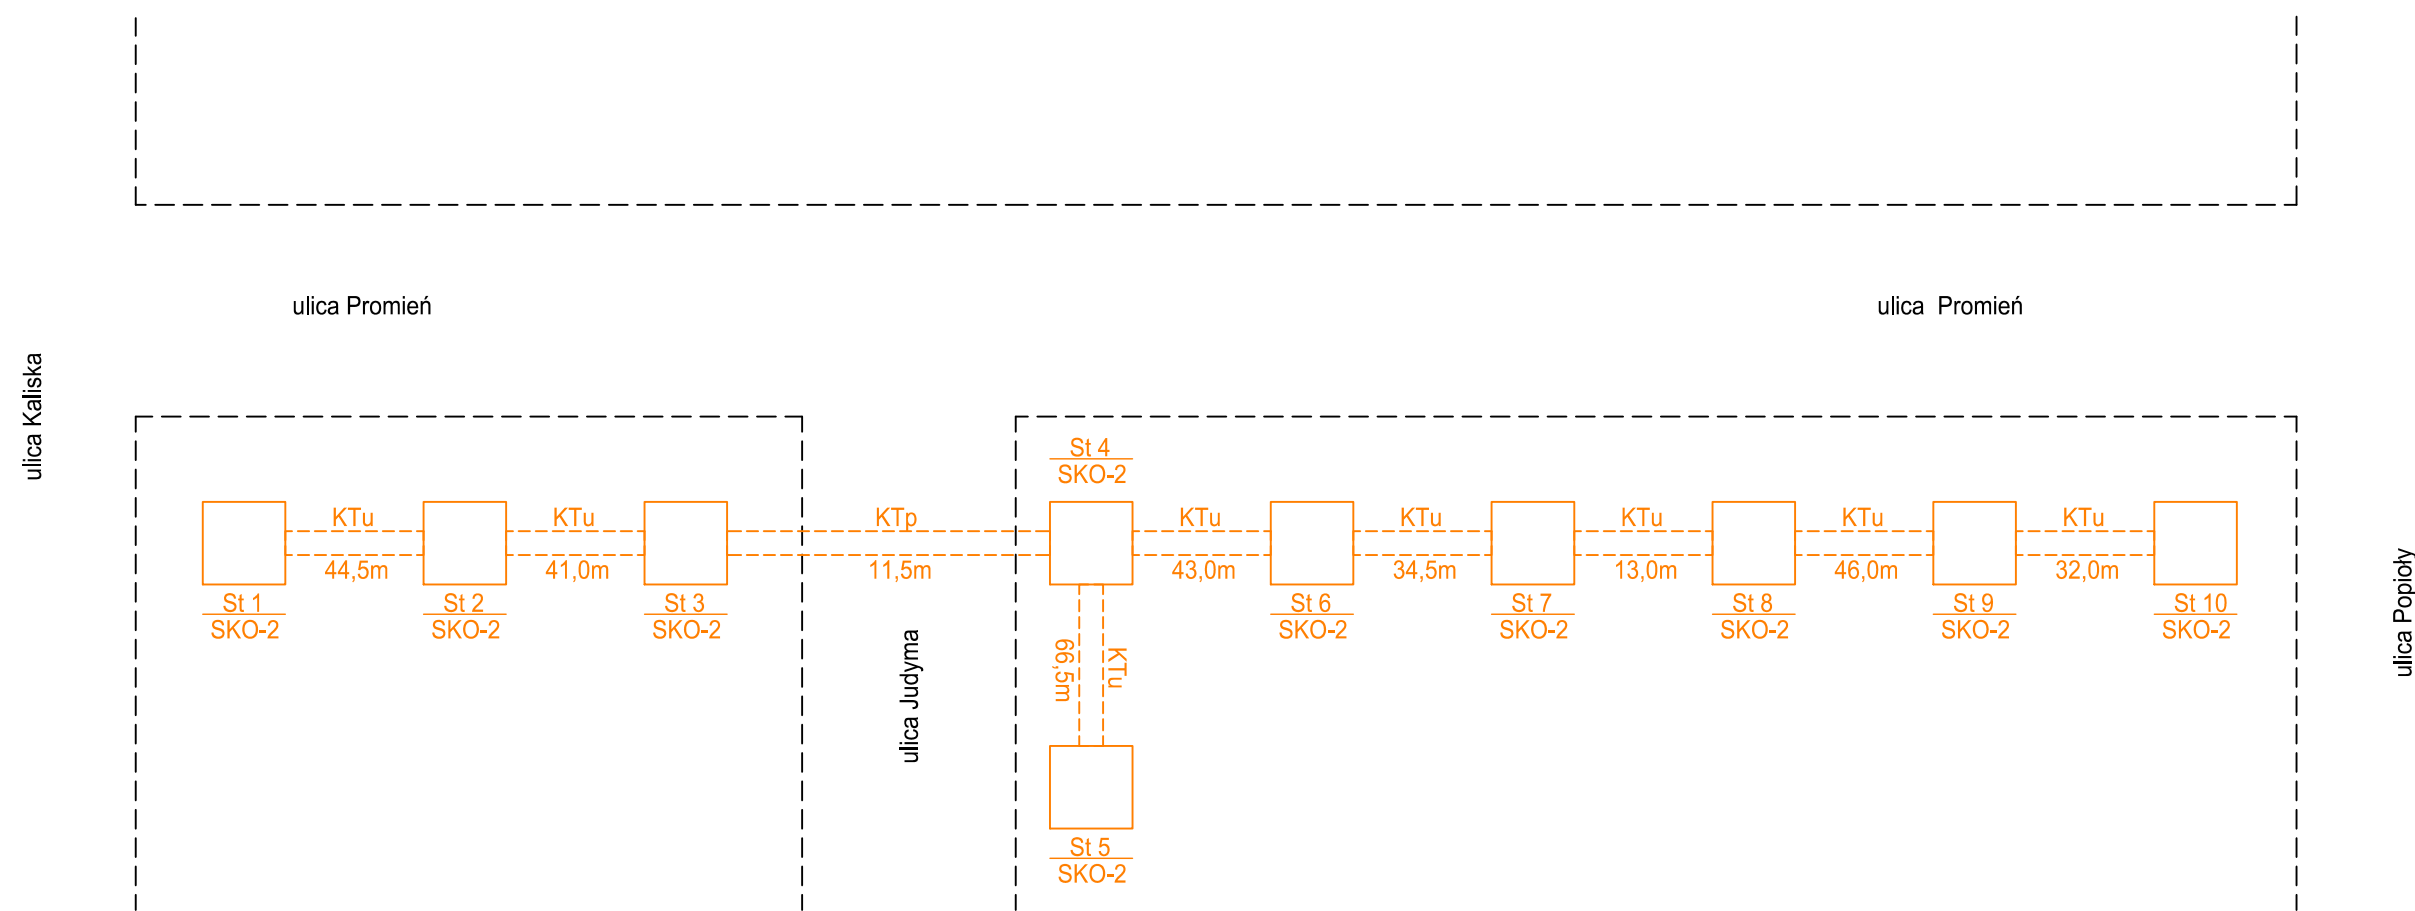 ulica Promień
ulica  Promień
ulica Kaliska
St 4
SKO-2
KTu
KTu
KTp
KTu
KTu
KTu
KTu
KTu
44,5m
41,0m
11,5m
43,0m
34,5m
13,0m
46,0m
32,0m
St 1
SKO-2
St 2
SKO-2
St 3
SKO-2
St 6
SKO-2
St 7
SKO-2
St 8
SKO-2
St 9
SKO-2
St 10
SKO-2
ulica Popioły
ulica Judyma
66,5m
KTu
St 5
SKO-2